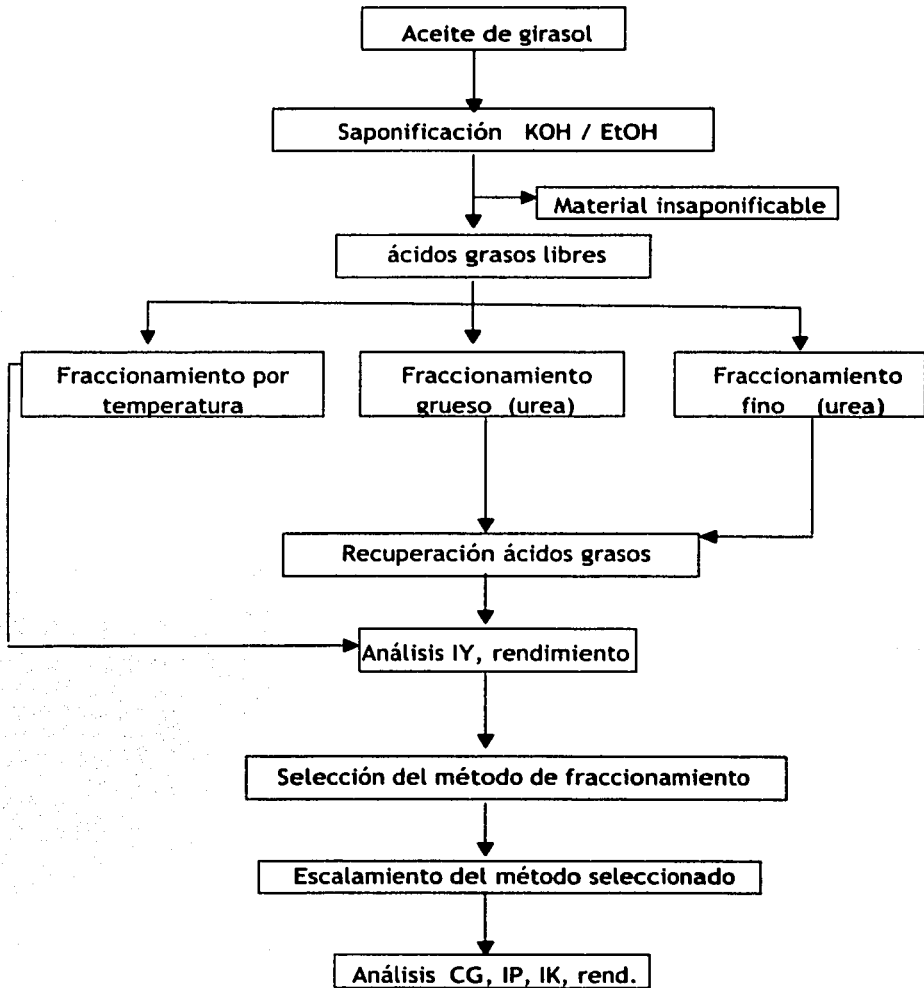 Aceite de girasol
Saponificación KOH / EtOH
Material insaponificable
ácidos grasos libres
Fraccionamiento por
temperatura
Fraccionamiento
grueso (urea)
Fraccionamiento
fino (urea)
Recuperación ácidos grasos
Análisis IY, rendimiento
Selección del método de fraccionamiento
Escalamiento del método seleccionado
Análisis CG, IP, IK, rend.